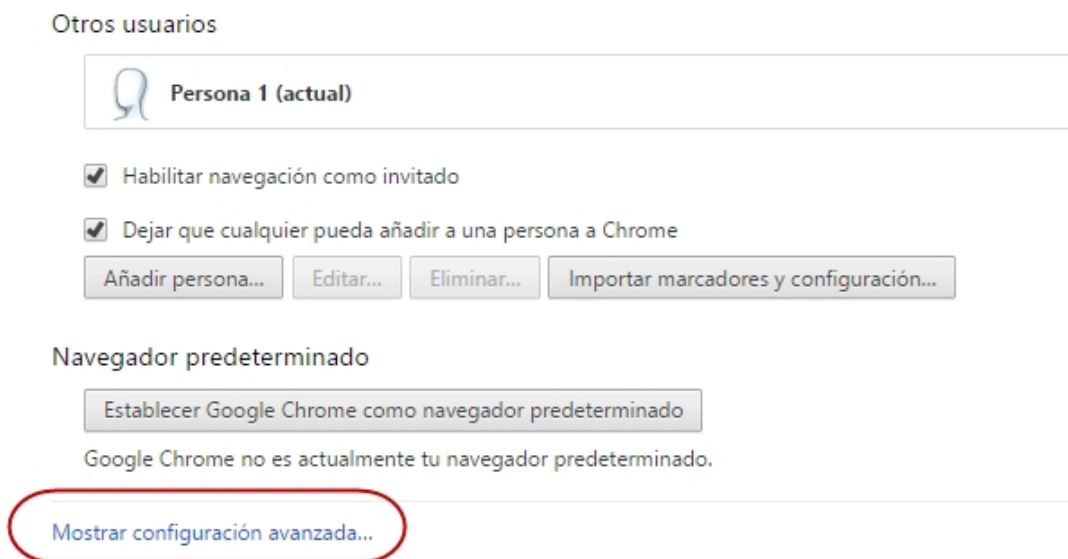 Otros usuarios
Persona 1 (actual)
Habilitar navegación como invitado
Dejar que cualquier pueda añadir a una persona a Chrome
Añadir persona... Editar... Eliminar... Importar marcadores y configuración...
Navegador predeterminado
Establecer Google Chrome como navegador predeterminado
Google Chrome no es actualmente tu navegador predeterminado.
Mostrar configuración avanzada...